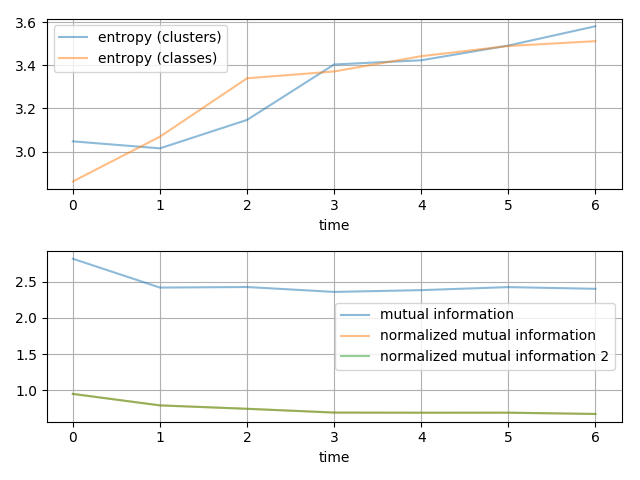 3.6
3.4
3.2
3.0
entropy (clusters)
entropy (classes)
0 1 2 3 4 5 6
time
2.5
2.0
1.5
1.0
mutual information
normalized mutual information
normalized mutual information 2
0 1 2 3 4 5 6
time